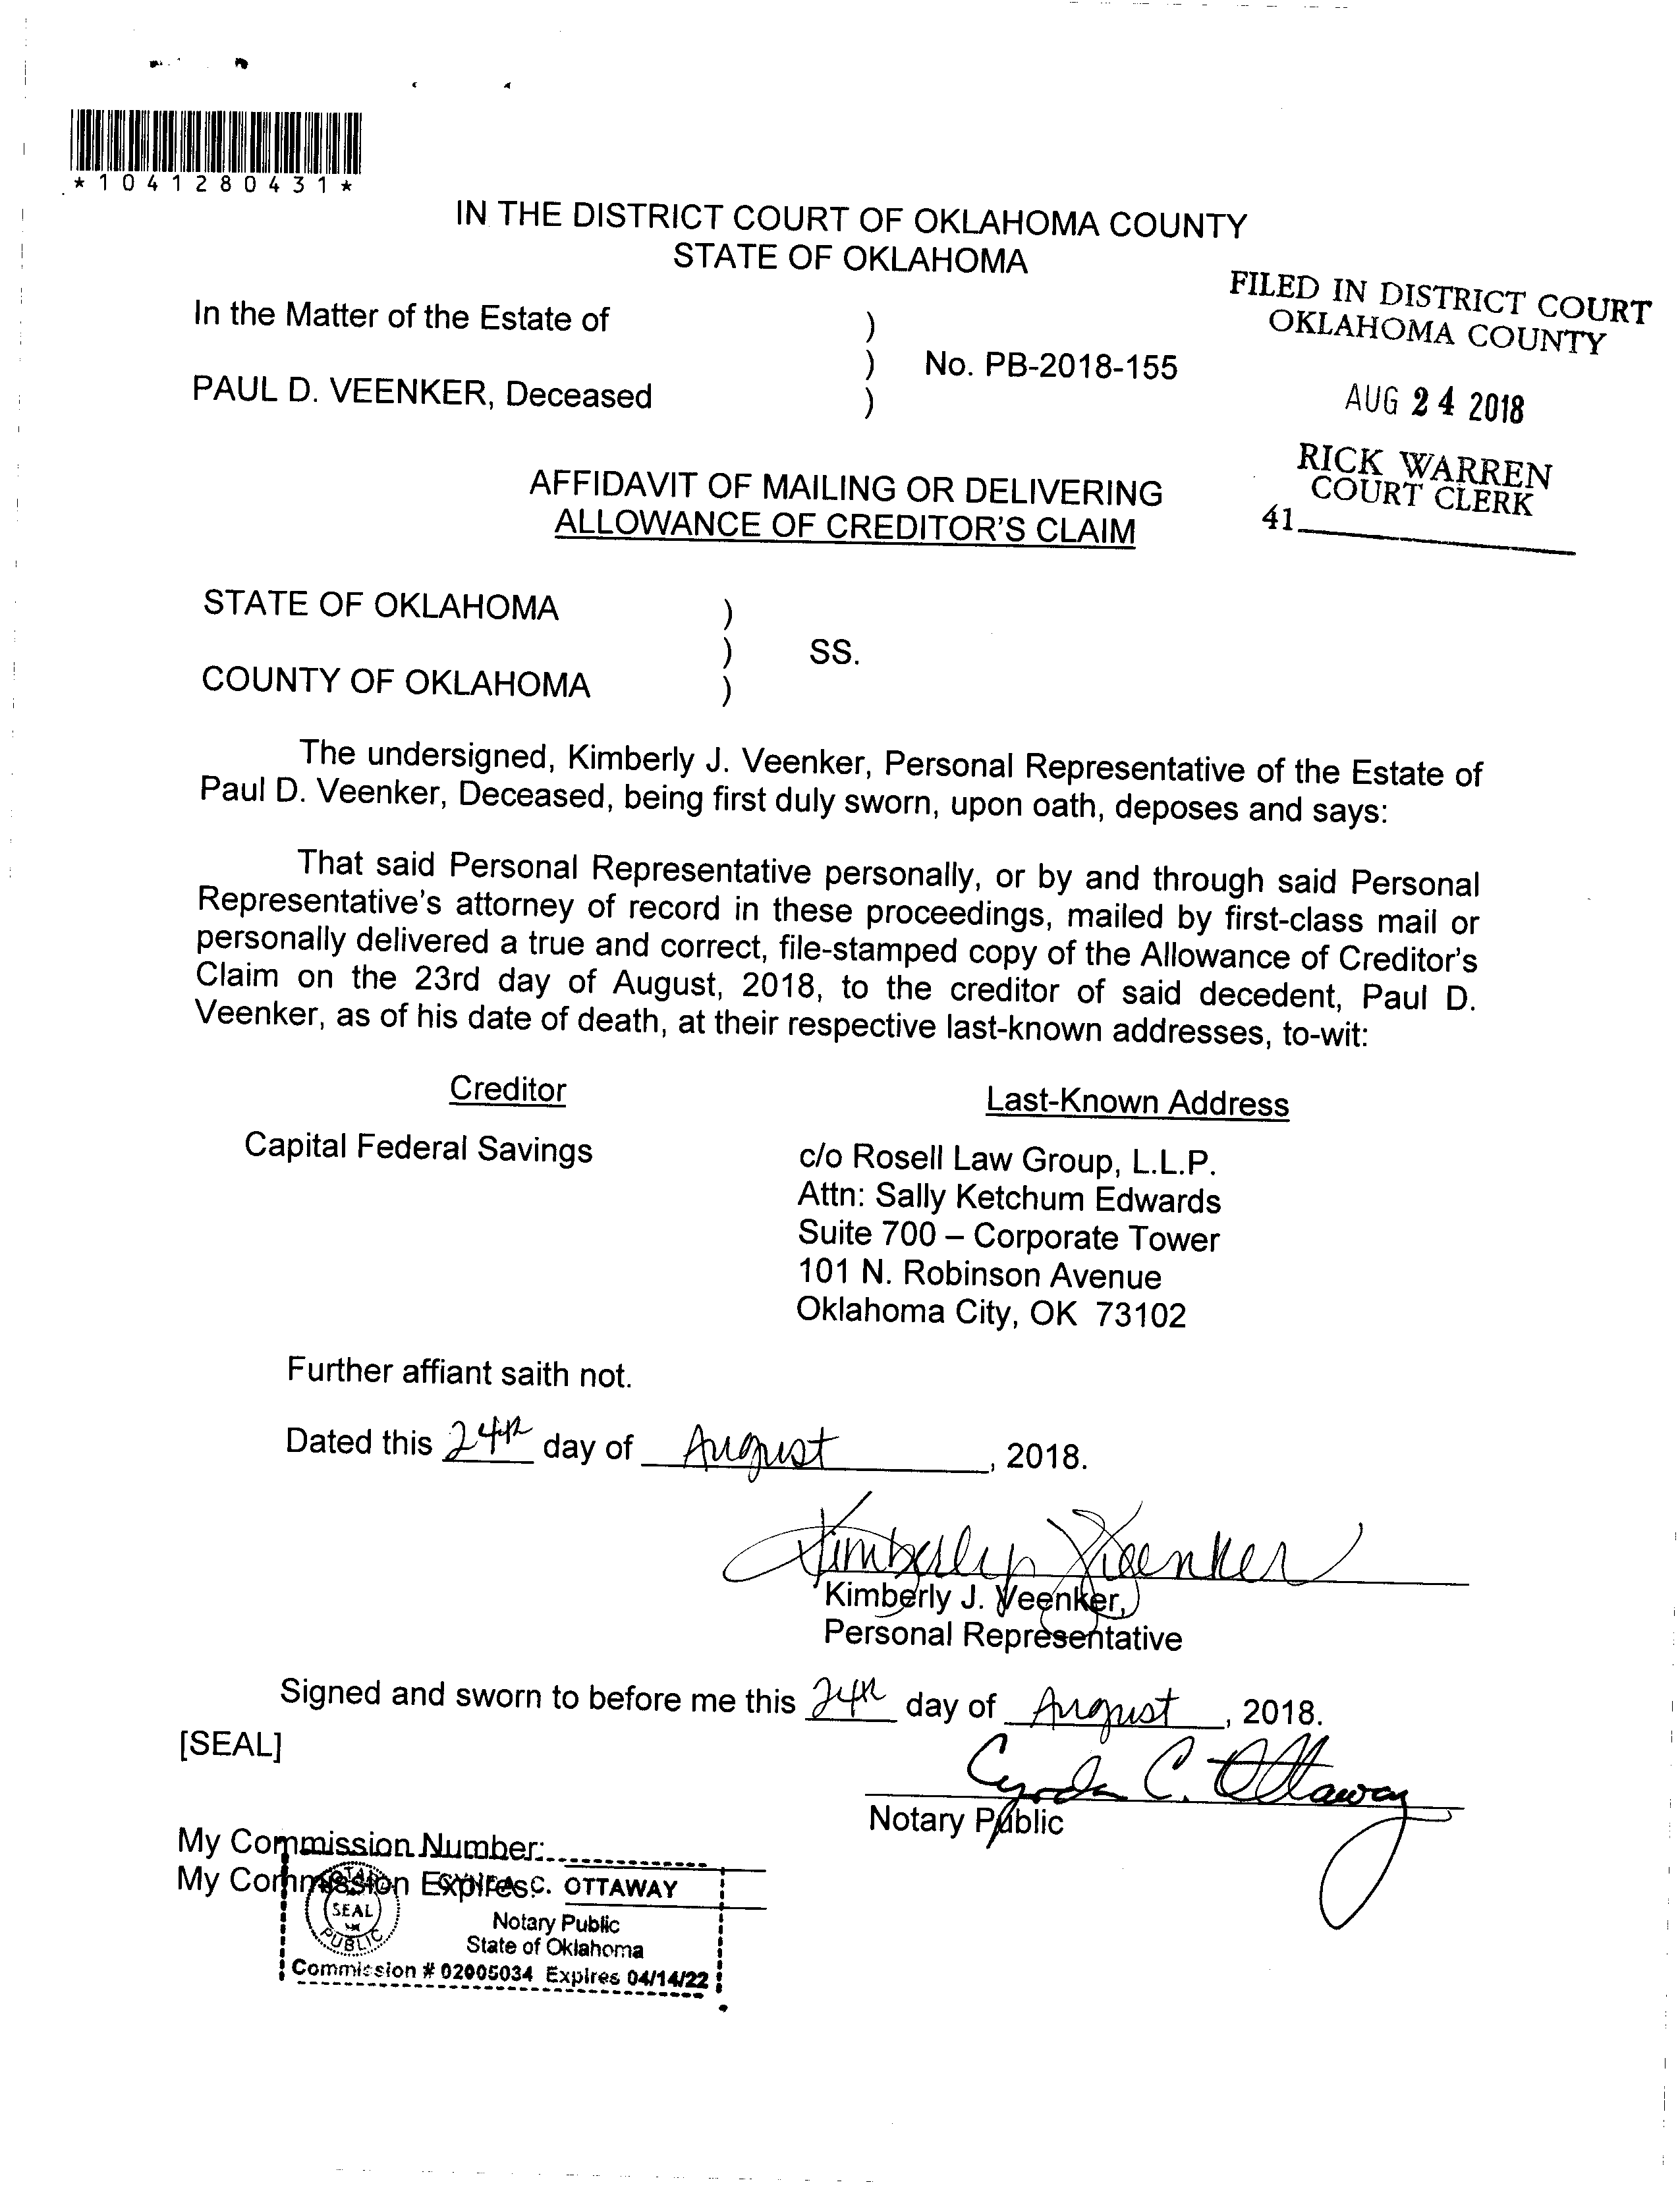 *1041280431*
IN THE DISTRICT COURT OF OKLAHOMA COUNTY
STATE OF OKLAHOMA
FILED IN DISTRICT COURT
OKLAHOMA COUNTY
In the Matter of the Estate of )
) No. PB-2018-155
PAUL D. VEENKER, Deceased )
AUG 24 2018
RICK WARREN
COURT CLERK
41
AFFIDAVIT OF MAILING OR DELIVERING
ALLOWANCE OF CREDITOR'S CLAIM
STATE OF OKLAHOMA )
) SS.
COUNTY OF OKLAHOMA )
The undersigned, Kimberly J. Veenker, Personal Representative of the Estate of
Paul D. Veenker, Deceased, being first duly sworn, upon oath, deposes and says:
That said Personal Representative personally, or by and through said Personal
Representative's attorney of record in these proceedings, mailed by first-class mail or
personally delivered a true and correct, file-stamped copy of the Allowance of Creditor's
Claim on the 23rd day of August, 2018, to the creditor of said decedent, Paul D.
Veenker, as of his date of death, at their respective last-known addresses, to-wit:
Creditor Last-Known Address
Capital Federal Savings c/o Rosell Law Group, L.L.P.
Attn: Sally Ketchum Edwards
Suite 700 – Corporate Tower
101 N. Robinson Avenue
Oklahoma City, OK 73102
Further affiant saith not.
Dated this 24th day of August, 2018.
Kimberly J Veenker
Kimberly J. Veenker,
Personal Representative
Signed and sworn to before me this 24th day of August, 2018.
[SEAL]
Cynda C. Ottaway
Notary Public
My Commission Number:
My Commission Expires:
C. OTTAWAY
SEAL
PUBLIC
Notary Public
State of Oklahoma
Commission # 02005034 Expires 04/14/22